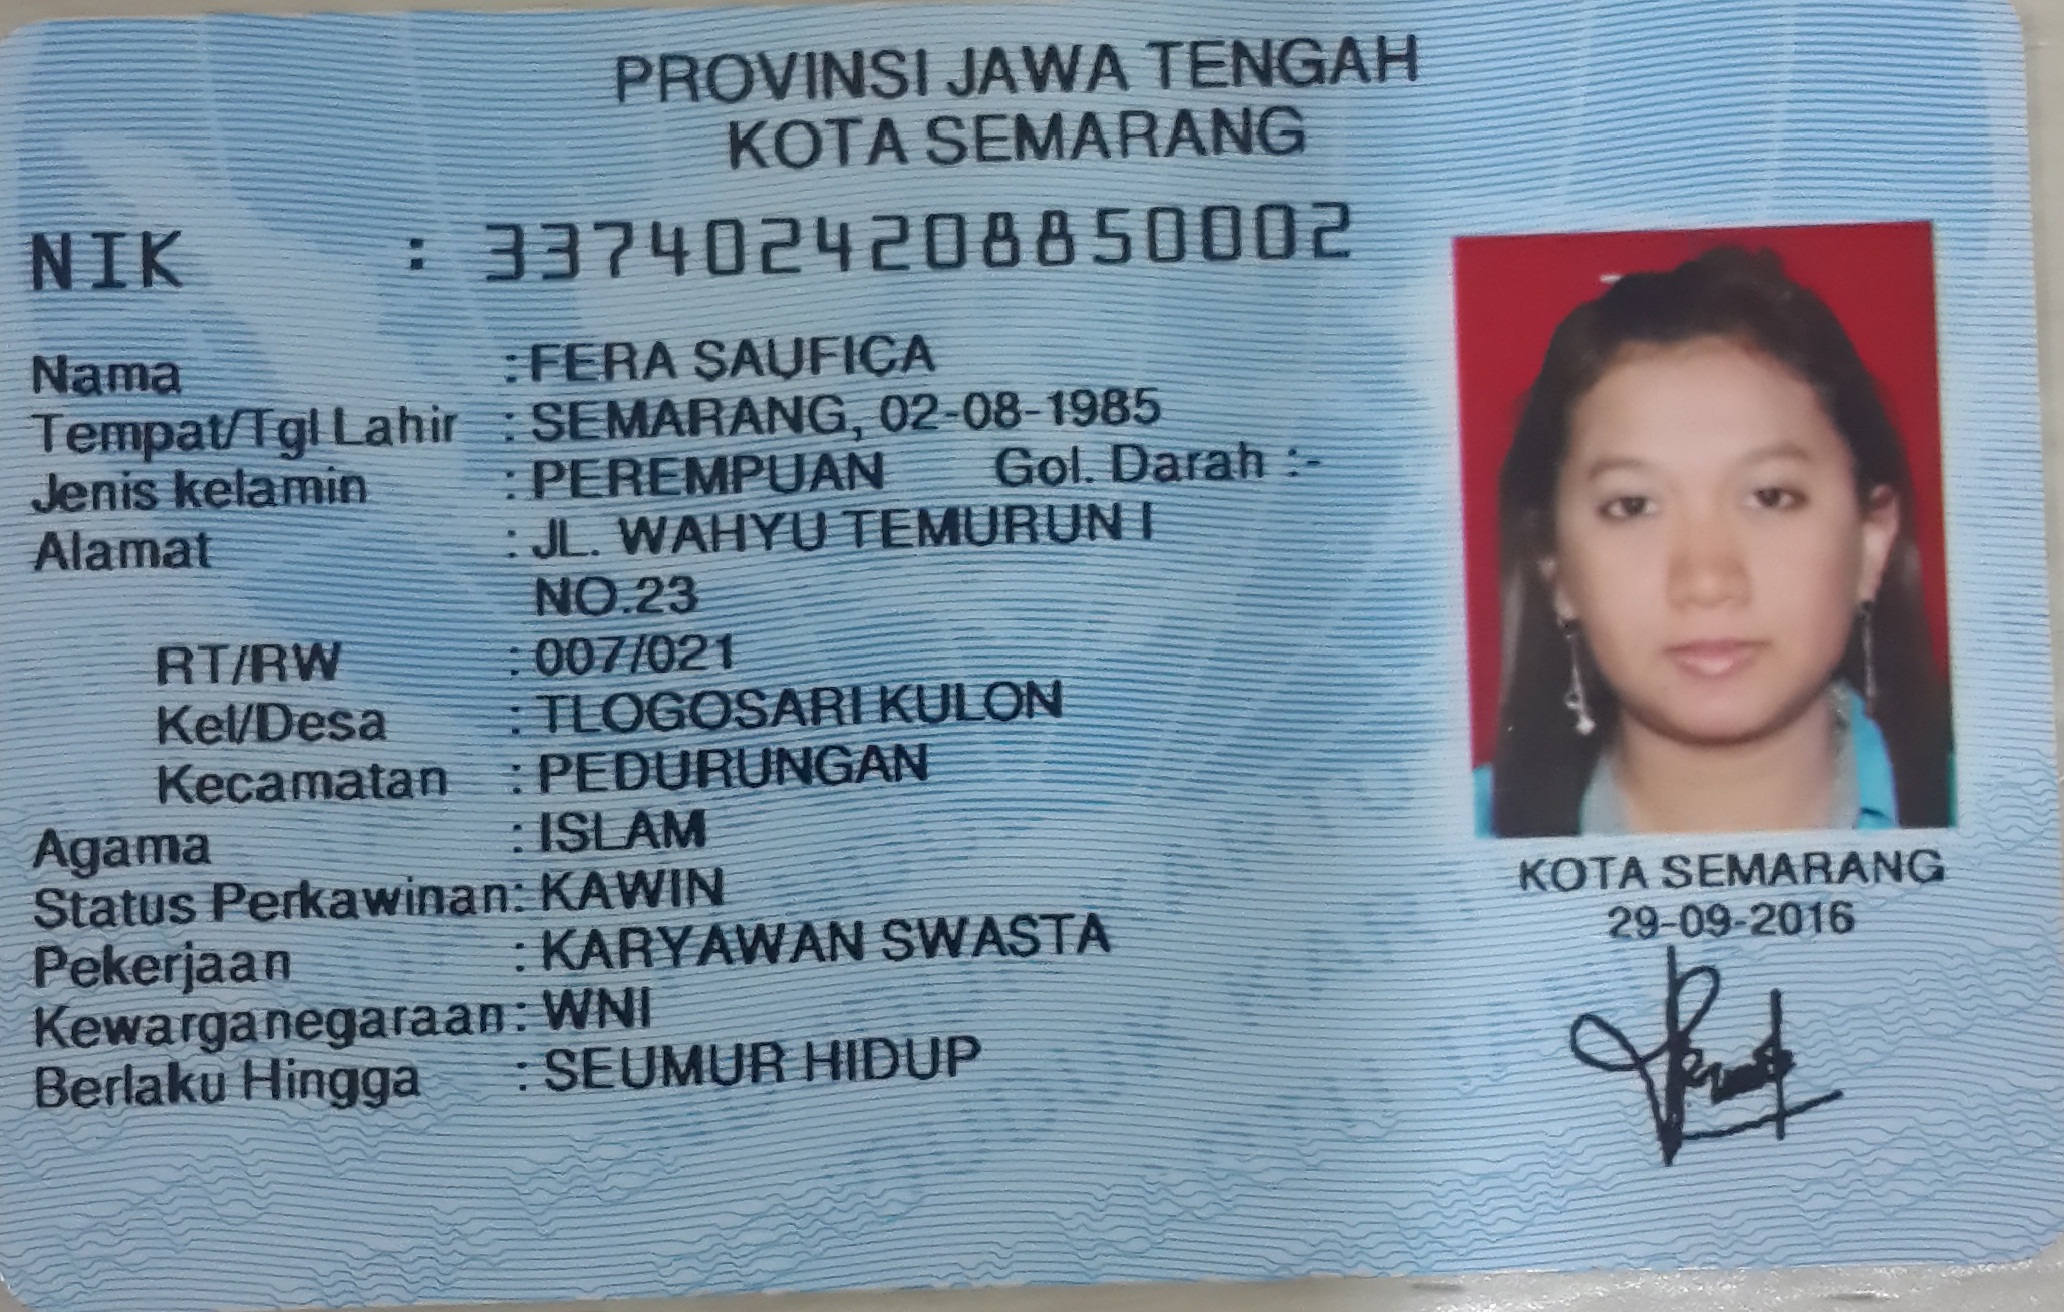 PROVINSI JAWA TENGAH
KOTA SEMARANG
NIK : 3374024208850002
Nama : FERA SAUFICA
Tempat/Tgl Lahir : SEMARANG, 02-08-1985
Jenis kelamin : PEREMPUAN Gol. Darah :-
Alamat : JL. WAHYU TEMURUN I
NO.23
RT/RW : 007/021
Kel/Desa : TLOGOSARI KULON
Kecamatan : PEDURUNGAN
Agama : ISLAM
Status Perkawinan: KAWIN
Pekerjaan : KARYAWAN SWASTA
Kewarganegaraan: WNI
Berlaku Hingga : SEUMUR HIDUP
KOTA SEMARANG
29-09-2016